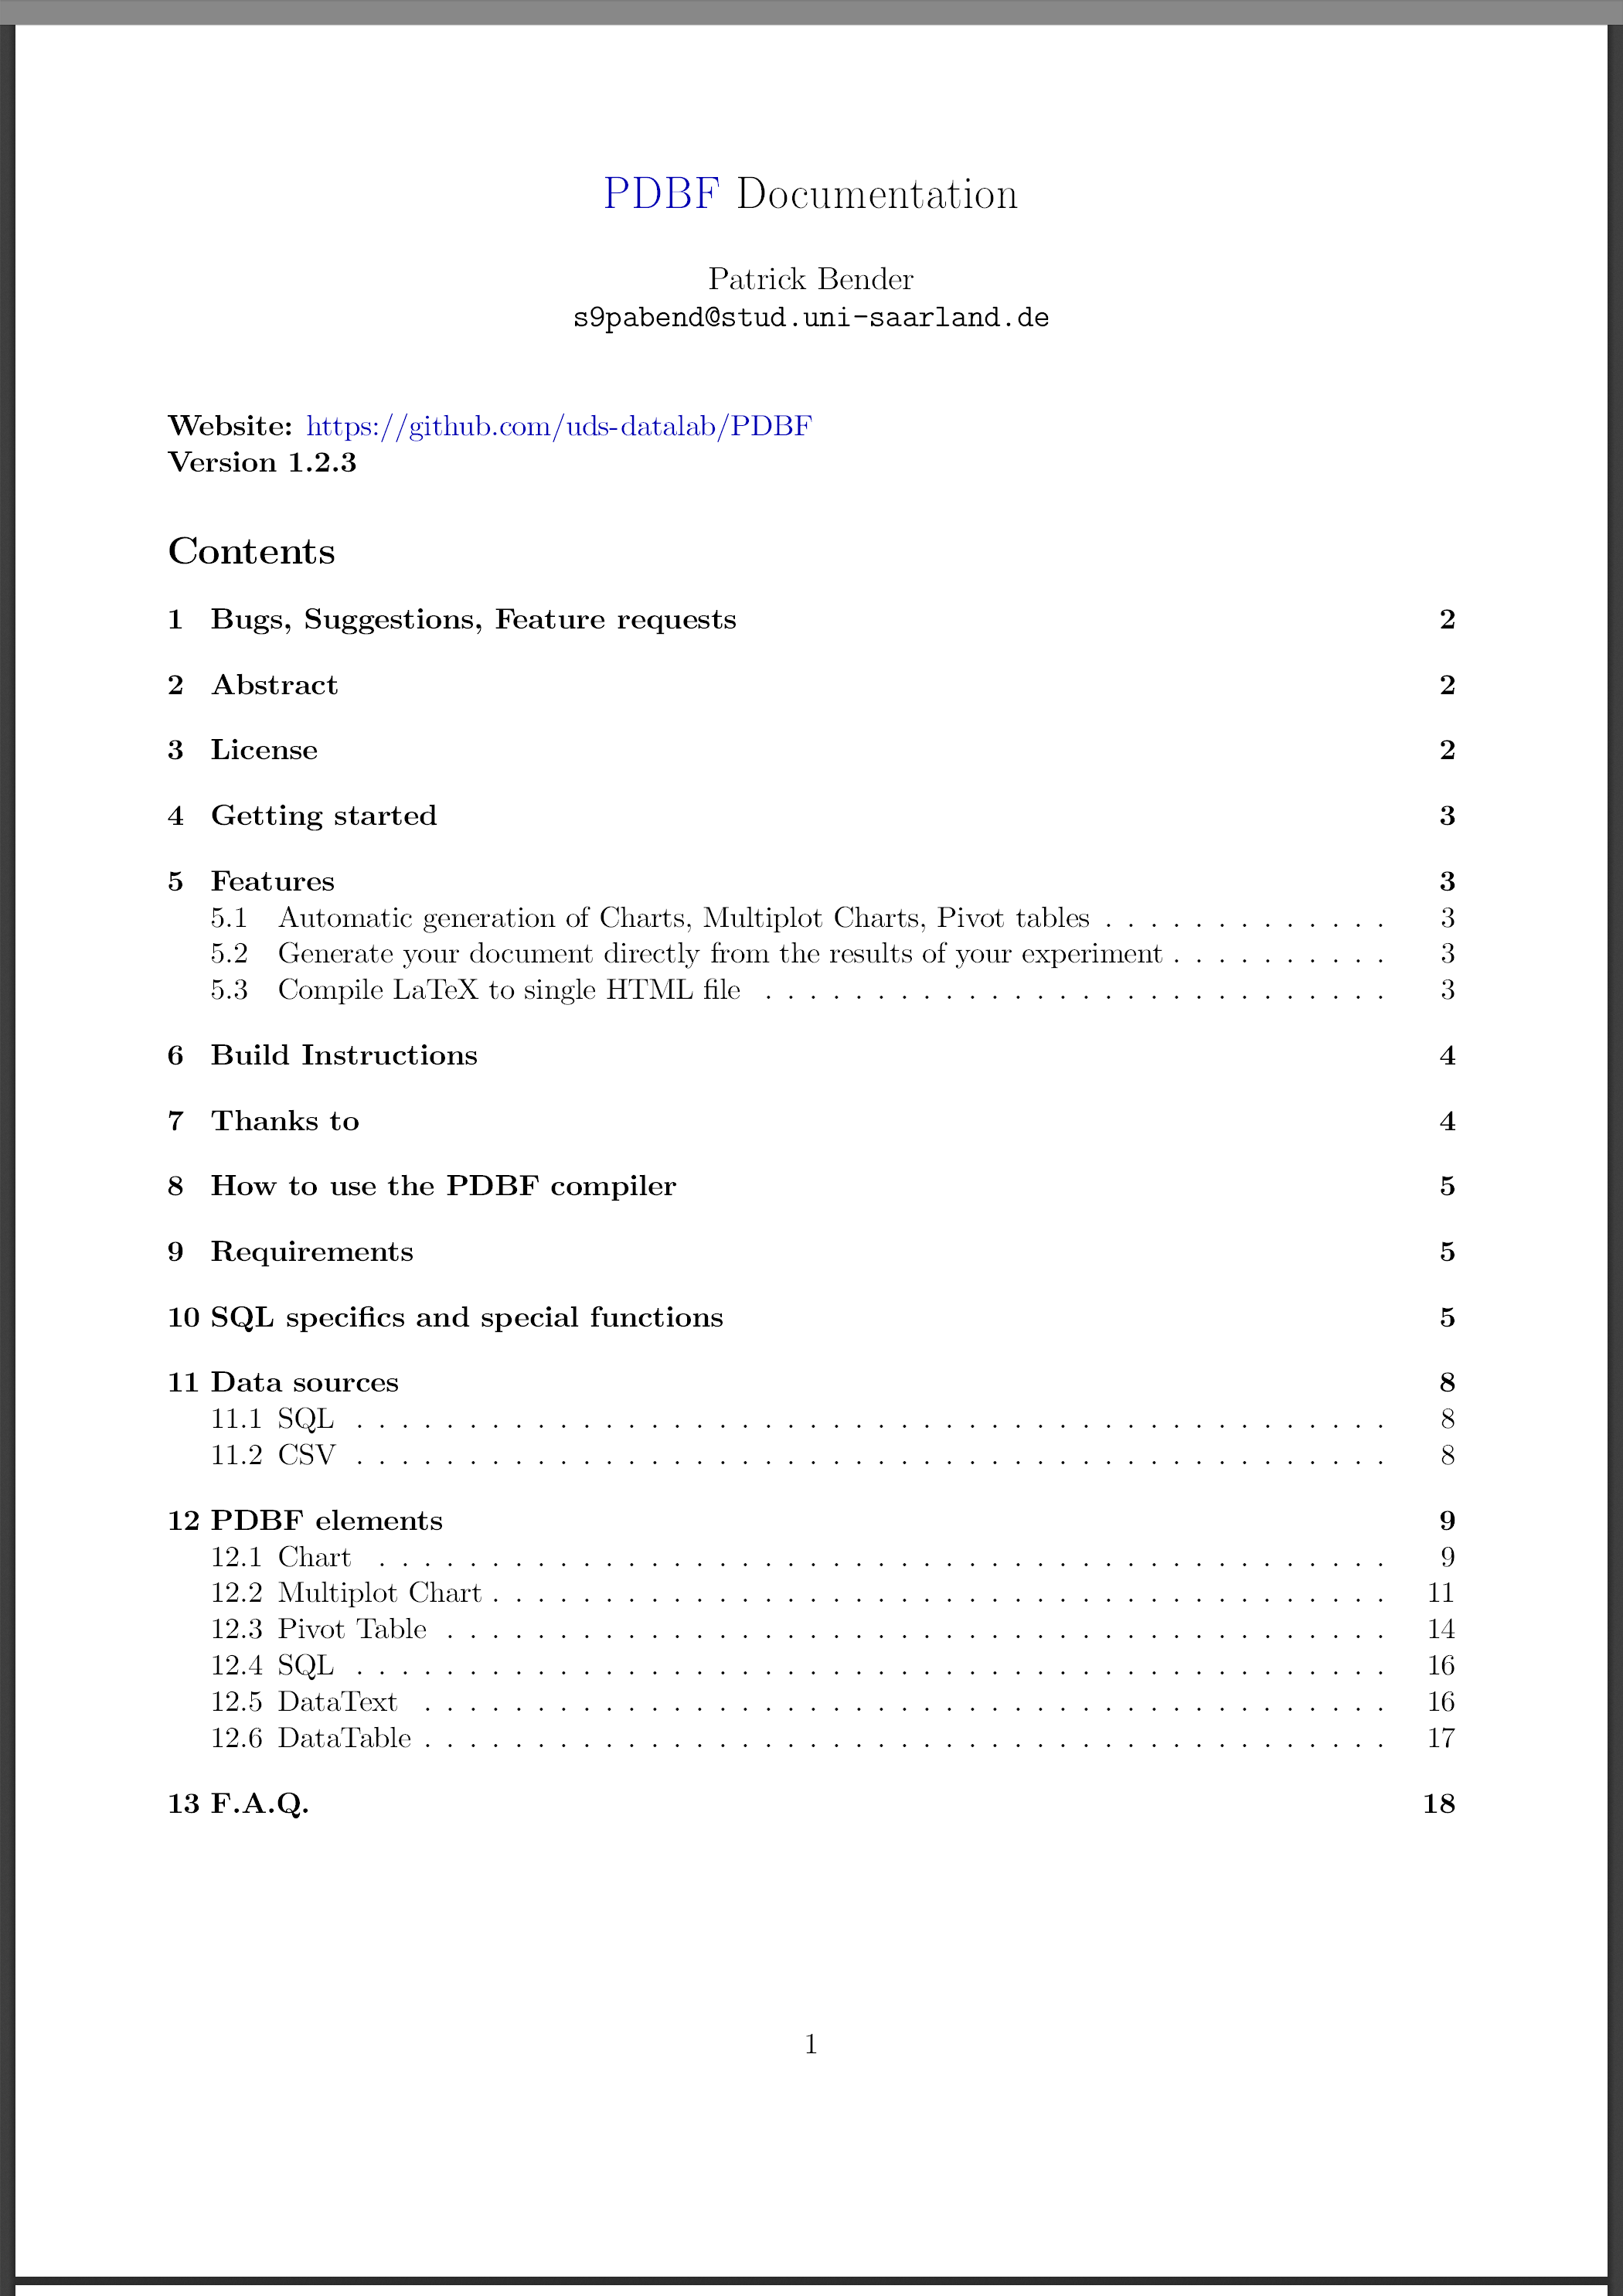 PDBF Documentation
Patrick Bender
s9pabend@stud.uni-saarland.de
Website: https://github.com/uds-datalab/PDBF
Version 1.2.3
Contents
1 Bugs, Suggestions, Feature requests 2
2 Abstract 2
3 License 2
4 Getting started 3
5 Features 3
5.1 Automatic generation of Charts, Multiplot Charts, Pivot tables . . . . . . . . . . . . . 3
5.2 Generate your document directly from the results of your experiment . . . . . . . . . . 3
5.3 Compile LaTeX to single HTML file . . . . . . . . . . . . . . . . . . . . . . . . . . . . 3
6 Build Instructions 4
7 Thanks to 4
8 How to use the PDBF compiler 5
9 Requirements 5
10 SQL specifics and special functions 5
11 Data sources 8
11.1 SQL . . . . . . . . . . . . . . . . . . . . . . . . . . . . . . . . . . . . . . . . . . . . . . 8
11.2 CSV . . . . . . . . . . . . . . . . . . . . . . . . . . . . . . . . . . . . . . . . . . . . . . 8
12 PDBF elements 9
12.1 Chart . . . . . . . . . . . . . . . . . . . . . . . . . . . . . . . . . . . . . . . . . . . . . 9
12.2 Multiplot Chart . . . . . . . . . . . . . . . . . . . . . . . . . . . . . . . . . . . . . . . . 11
12.3 Pivot Table . . . . . . . . . . . . . . . . . . . . . . . . . . . . . . . . . . . . . . . . . . 14
12.4 SQL . . . . . . . . . . . . . . . . . . . . . . . . . . . . . . . . . . . . . . . . . . . . . . 16
12.5 DataText . . . . . . . . . . . . . . . . . . . . . . . . . . . . . . . . . . . . . . . . . . . 16
12.6 DataTable . . . . . . . . . . . . . . . . . . . . . . . . . . . . . . . . . . . . . . . . . . . 17
13 F.A.Q. 18
1